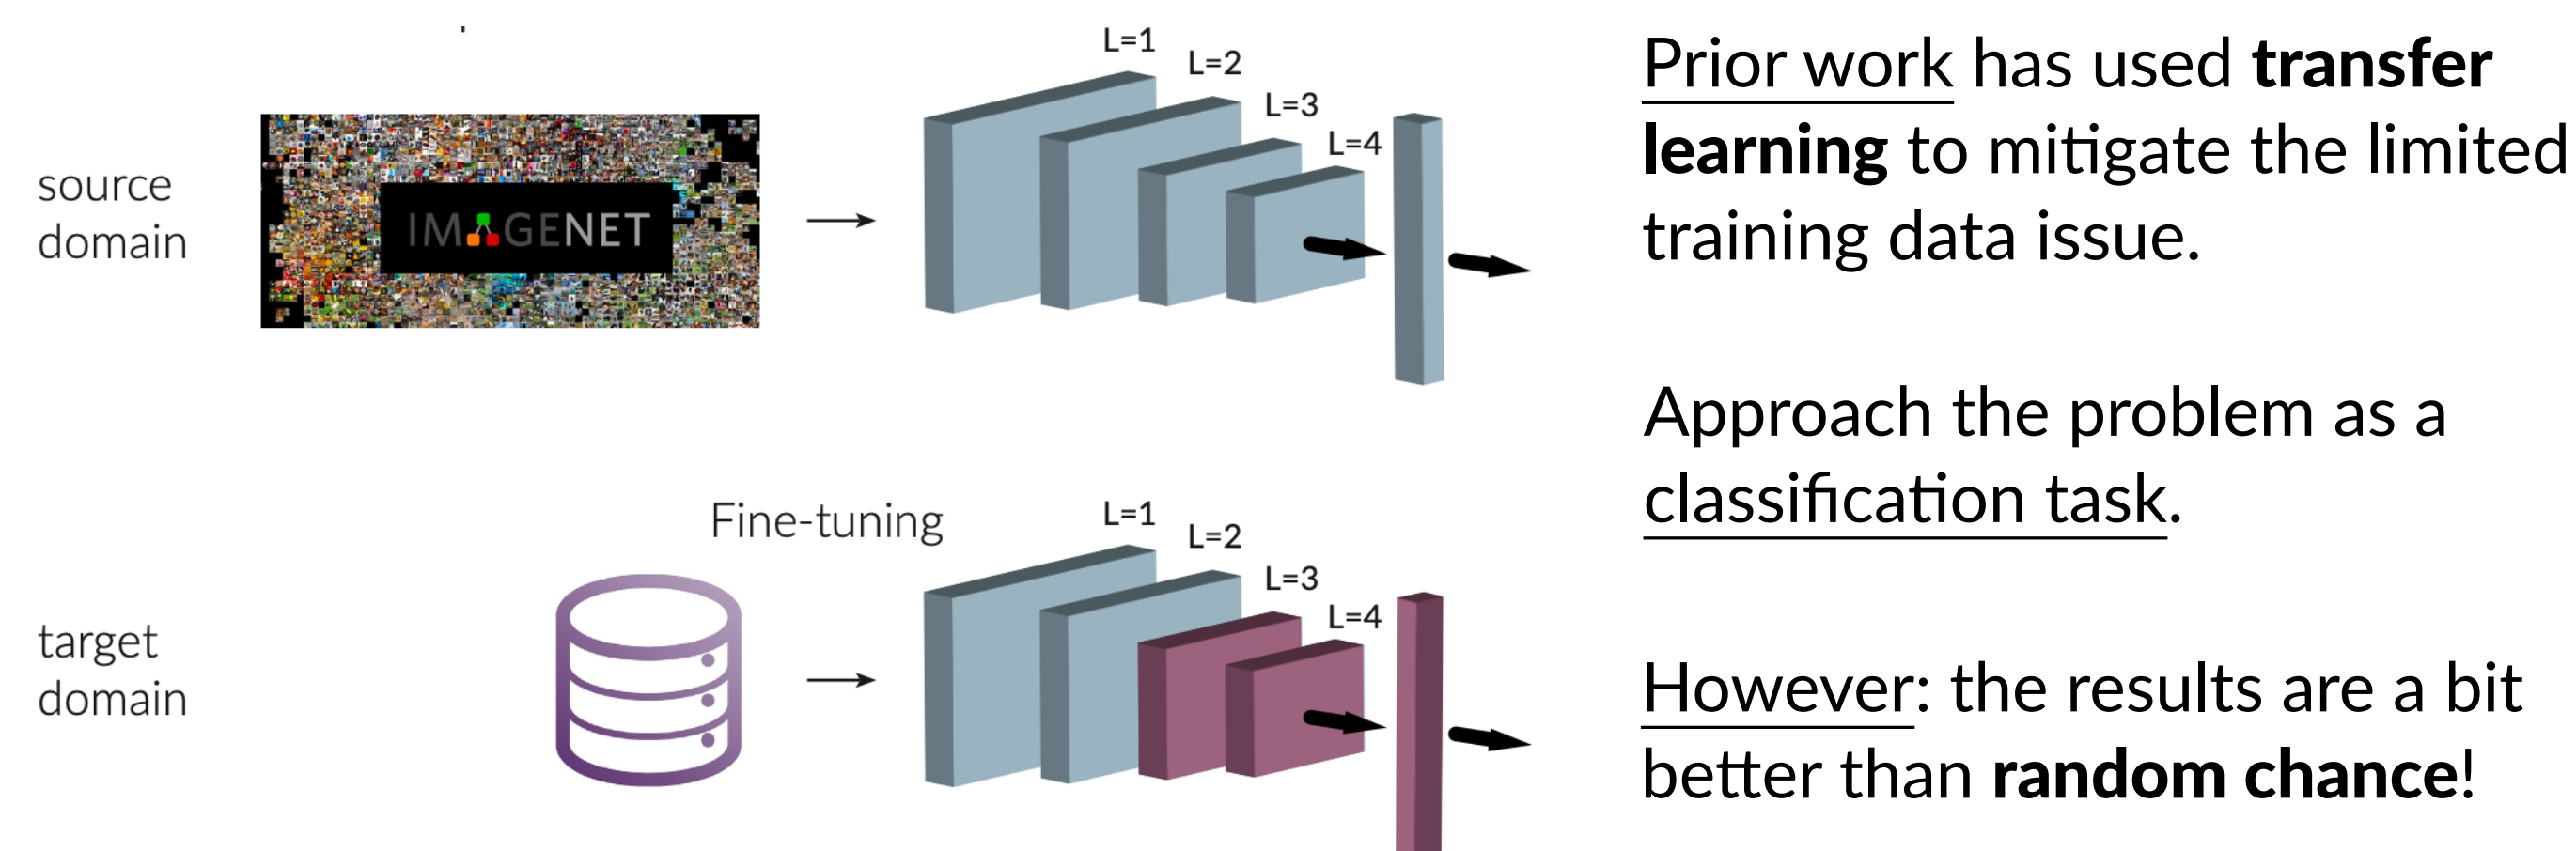 source
domain
IMAGENET
L=1
L=2
L=3
L=4
Prior work has used transfer
learning to mitigate the limited
training data issue.
Approach the problem as a
classification task.
Fine-tuning
target
domain
L=1
L=2
L=3
L=4
However: the results are a bit
better than random chance!